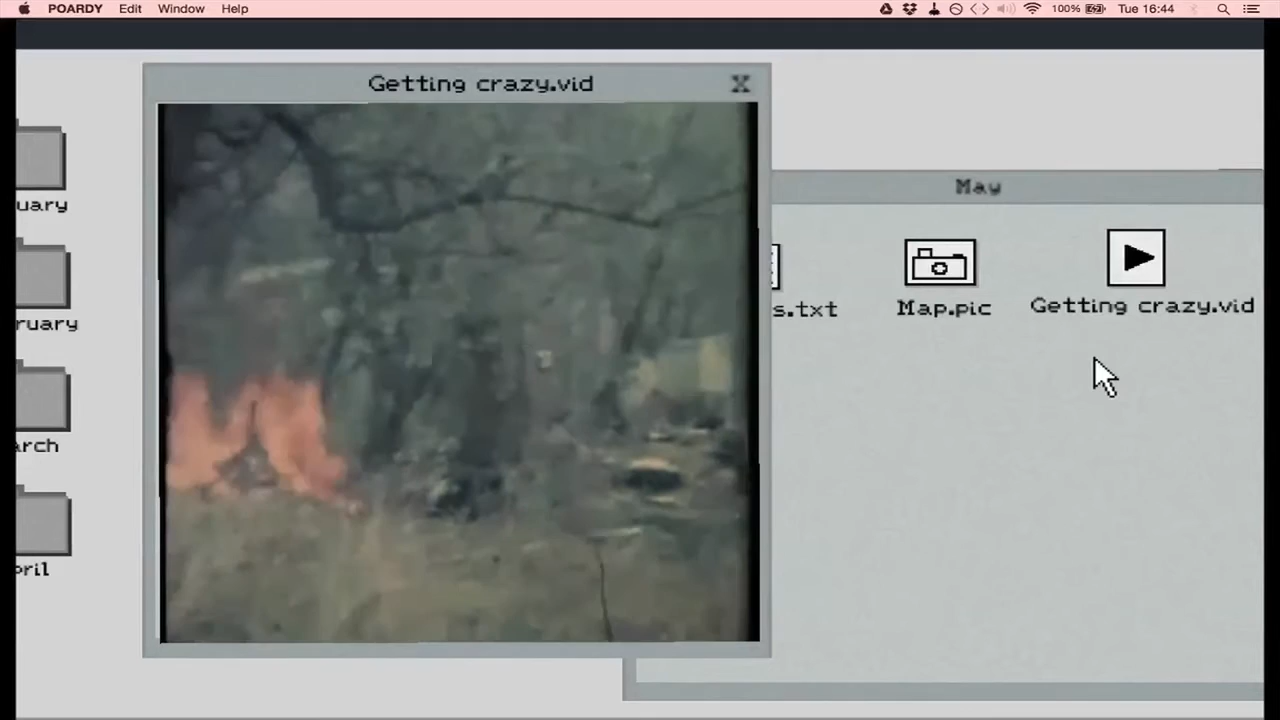 POARDY Edit Window Help 100% Tue 16:44
Getting crazy.vid X
May
uary
ruary
arch
pril
s.txt Map.pic Getting crazy.vid